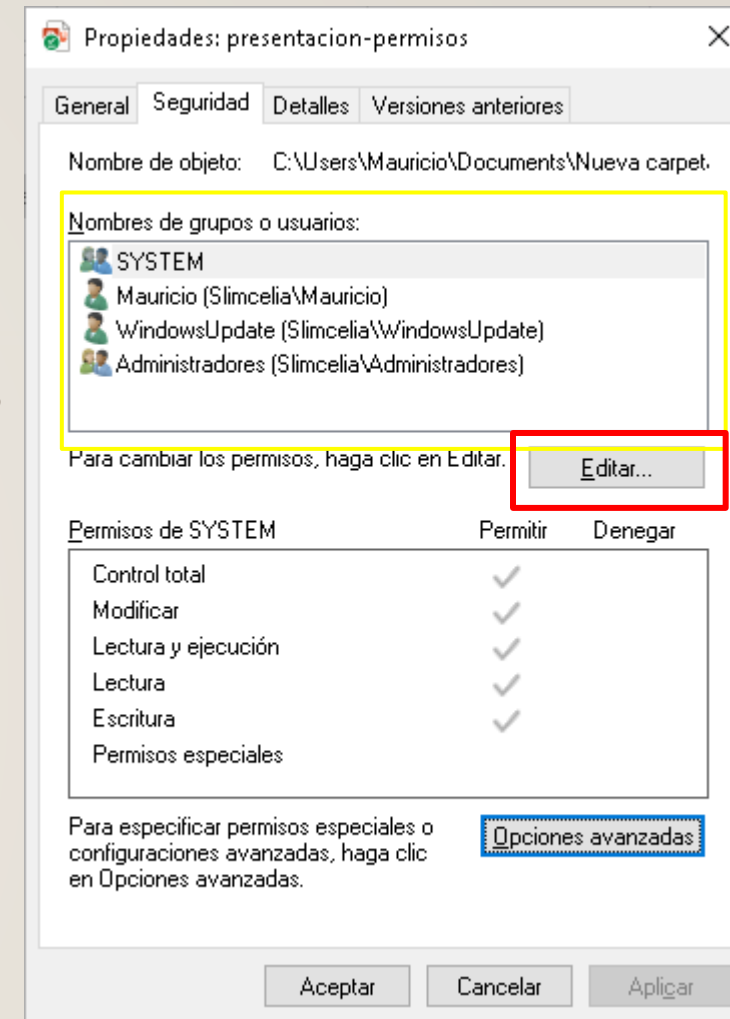 Propiedades: presentacion-permisos
General Seguridad Detalles Versiones anteriores
Nombre de objeto: C:\Users\Mauricio\Documents\Nueva carpet
Nombres de grupos o usuarios:
SYSTEM
Mauricio (Slimcelia\Mauricio)
WindowsUpdate (Slimcelia\WindowsUpdate)
Administradores (Slimcelia\Administradores)
Para cambiar los permisos, haga clic en Editar.
Editar...
Permisos de SYSTEM Permitir Denegar
Control total
Modificar
Lectura y ejecución
Lectura
Escritura
Permisos especiales
Para especificar permisos especiales o
configuraciones avanzadas, haga clic
en Opciones avanzadas.
Opciones avanzadas
Aceptar Cancelar Aplicar